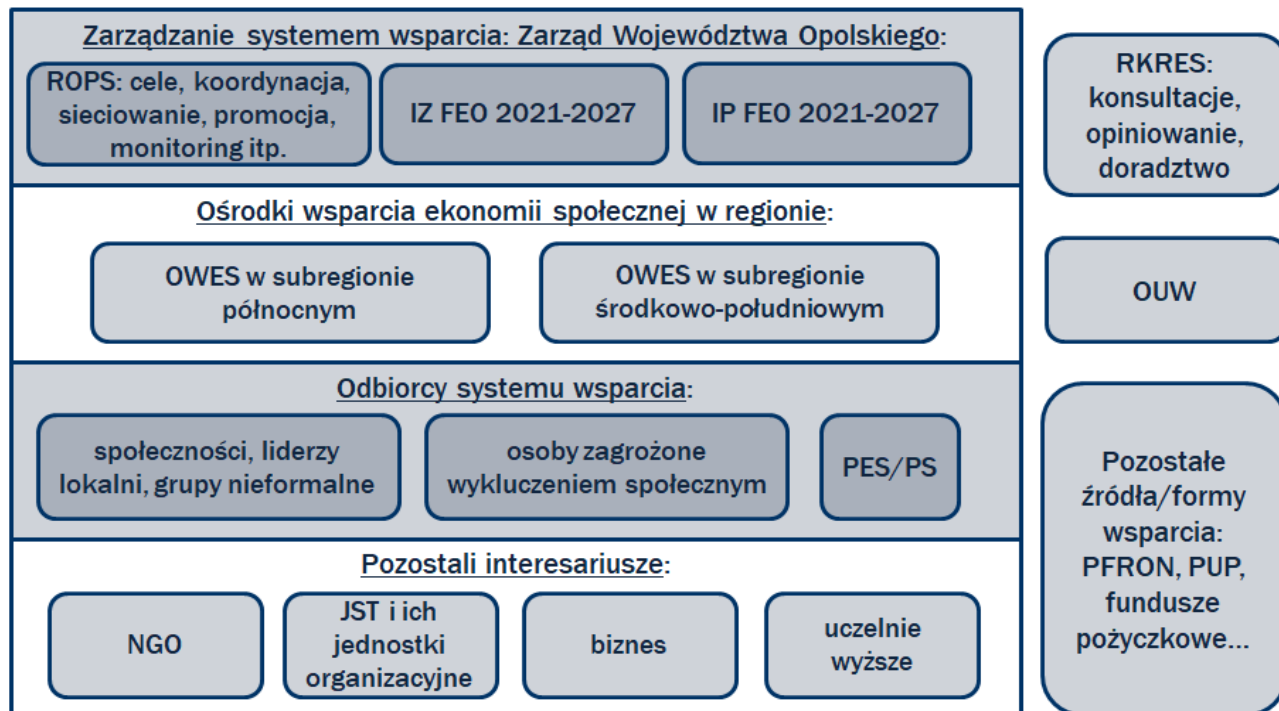 Zarządzanie systemem wsparcia: Zarząd Województwa Opolskiego:
ROPS: cele, koordynacja,
sieciowanie, promocja,
monitoring itp.
IZ FEO 2021-2027
IP FEO 2021-2027
Ośrodki wsparcia ekonomii społecznej w regionie:
OWES w subregionie
północnym
OWES w subregionie
środkowo-południowym
Odbiorcy systemu wsparcia:
społeczności, liderzy
lokalni, grupy nieformalne
osoby zagrożone
wykluczeniem społecznym
PES/PS
Pozostali interesariusze:
NGO
JST i ich
jednostki
organizacyjne
biznes
uczelnie
wyższe
RKRES:
konsultacje,
opiniowanie,
doradztwo
OUW
Pozostałe
źródła/formy
wsparcia:
PFRON, PUP,
fundusze
pożyczkowe...